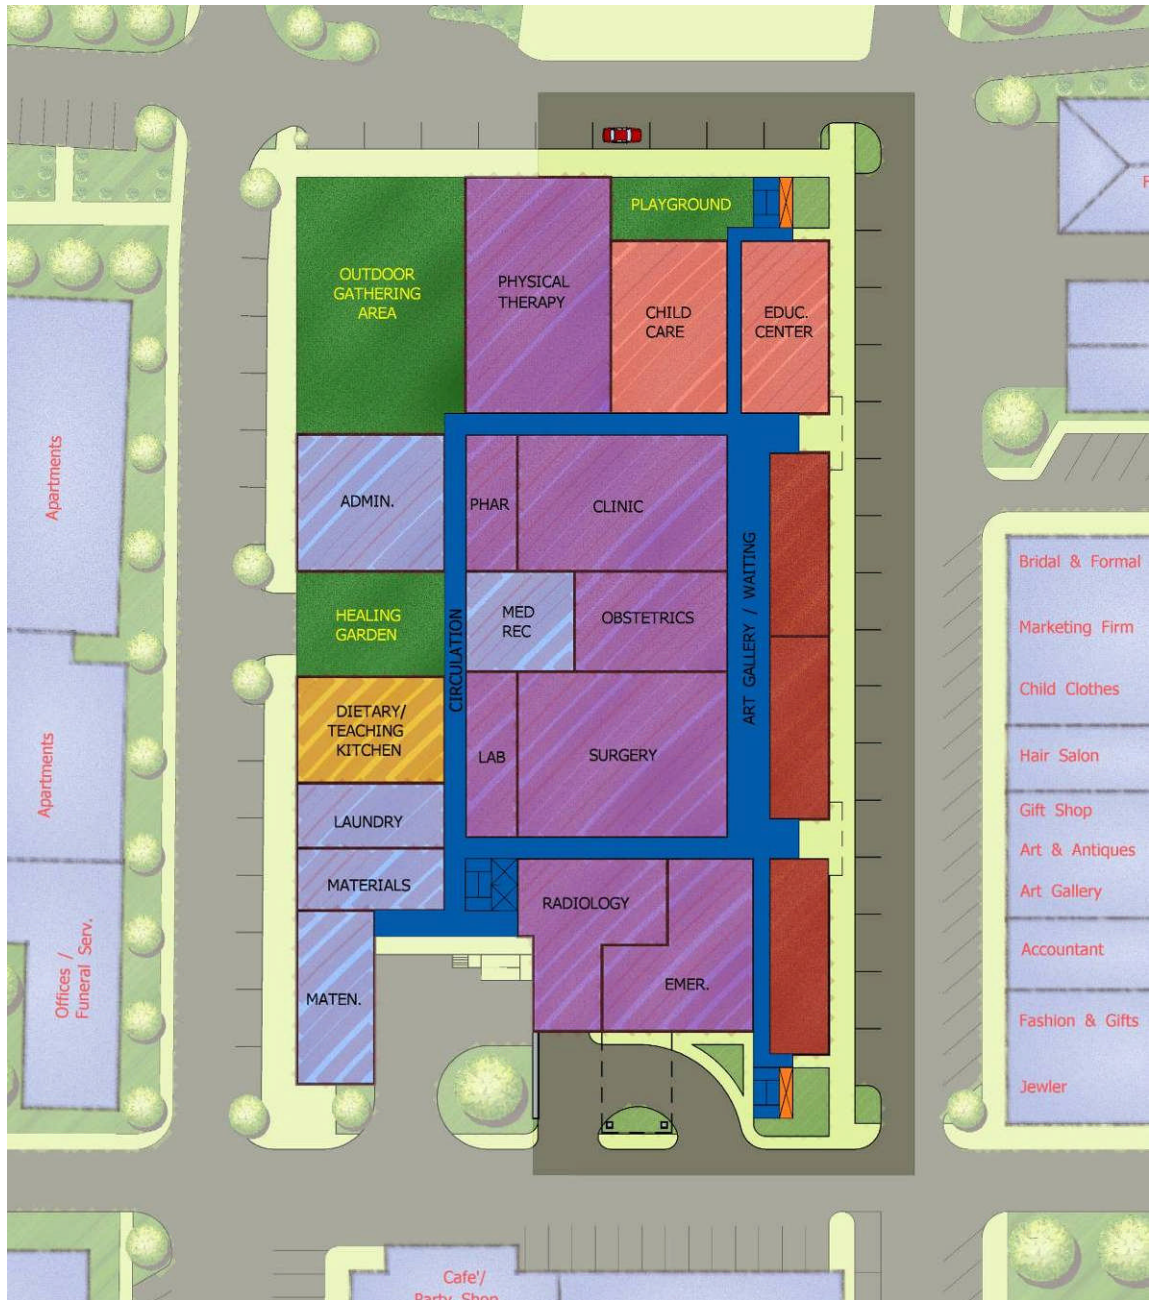 PLAYGROUND
OUTDOOR
GATHERING
AREA
PHYSICAL
THERAPY
CHILD
CARE
EDUC.
CENTER
ADMIN.
PHAR
CLINIC
HEALING
GARDEN
MED
REC
OBSTETRICS
CIRCULATION
ART GALLERY / WAITING
DIETARY/
TEACHING
KITCHEN
LAB
SURGERY
LAUNDRY
MATERIALS
RADIOLOGY
MATEN.
EMER.
Apartments
Apartments
Offices /
Funeral Serv.
Bridal & Formal
Marketing Firm
Child Clothes
Hair Salon
Gift Shop
Art & Antiques
Art Gallery
Accountant
Fashion & Gifts
Jewler
Cafe'/
Party Shop